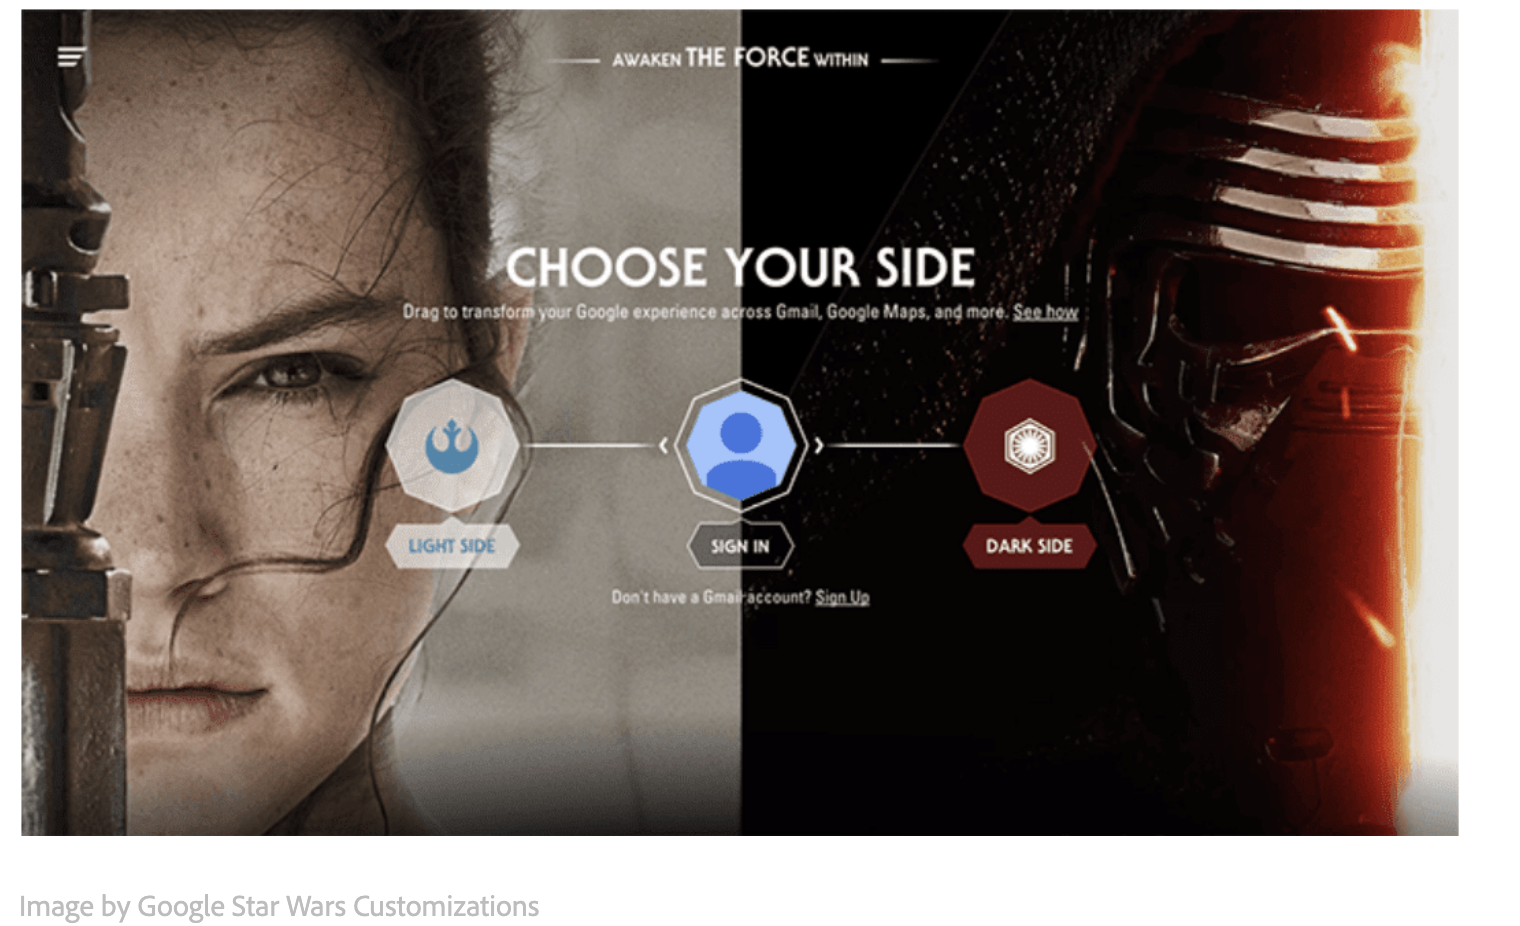 AWAKEN THE FORCE WITHIN
CHOOSE YOUR SIDE
Drag to transform your Google experience across Gmail, Google Maps, and more. See how
LIGHT SIDE
SIGN IN
DARK SIDE
Don't have a Gmail account? Sign Up
Image by Google Star Wars Customizations